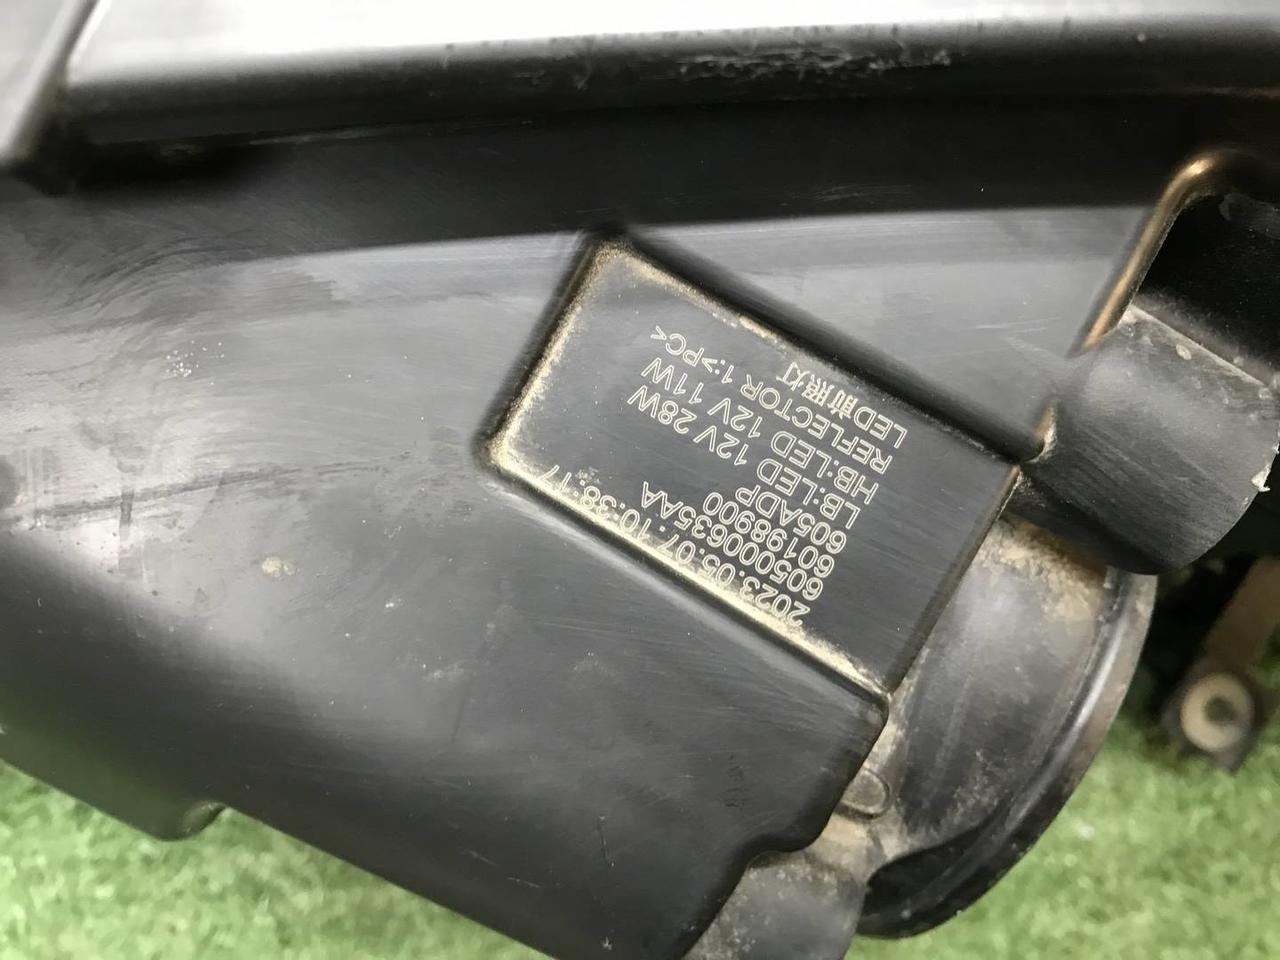 LED前照灯
REFLECTOR 1:>PC<
HB:LED 12V 11W
LB:LED 12V 28W
605ADP
60198900
605000635AA
2023.05.07.10:38:17